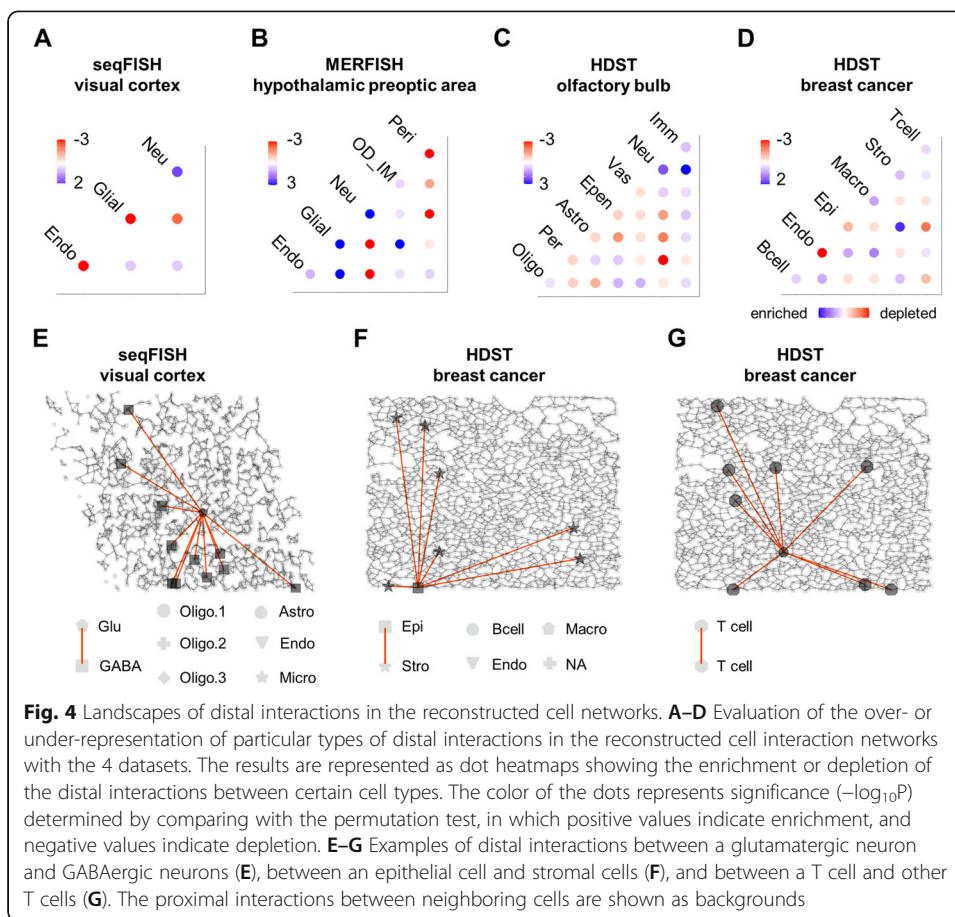 A
B
C
D
seqFISH
visual cortex
MERFISH
hypothalamic preoptic area
HDST
olfactory bulb
HDST
breast cancer
-3
2
Neu
Glial
Endo
-3
3
Peri
OD_IM
Neu
Glial
Endo
-3
3
Imm
Neu
Vas
Epen
Astro
Per
Oligo
-3
2
Tcell
Stro
Macro
Epi
Endo
Bcell
enriched
depleted
E
F
G
seqFISH
visual cortex
HDST
breast cancer
HDST
breast cancer
Glu
GABA
Oligo.1
Oligo.2
Oligo.3
Astro
Endo
Micro
Epi
Stro
Bcell
Endo
Macro
NA
T cell
T cell
Fig. 4 Landscapes of distal interactions in the reconstructed cell networks. A–D Evaluation of the over- or
under-representation of particular types of distal interactions in the reconstructed cell interaction networks
with the 4 datasets. The results are represented as dot heatmaps showing the enrichment or depletion of
the distal interactions between certain cell types. The color of the dots represents significance (−log₁₀P)
determined by comparing with the permutation test, in which positive values indicate enrichment, and
negative values indicate depletion. E–G Examples of distal interactions between a glutamatergic neuron
and GABAergic neurons (E), between an epithelial cell and stromal cells (F), and between a T cell and other
T cells (G). The proximal interactions between neighboring cells are shown as backgrounds